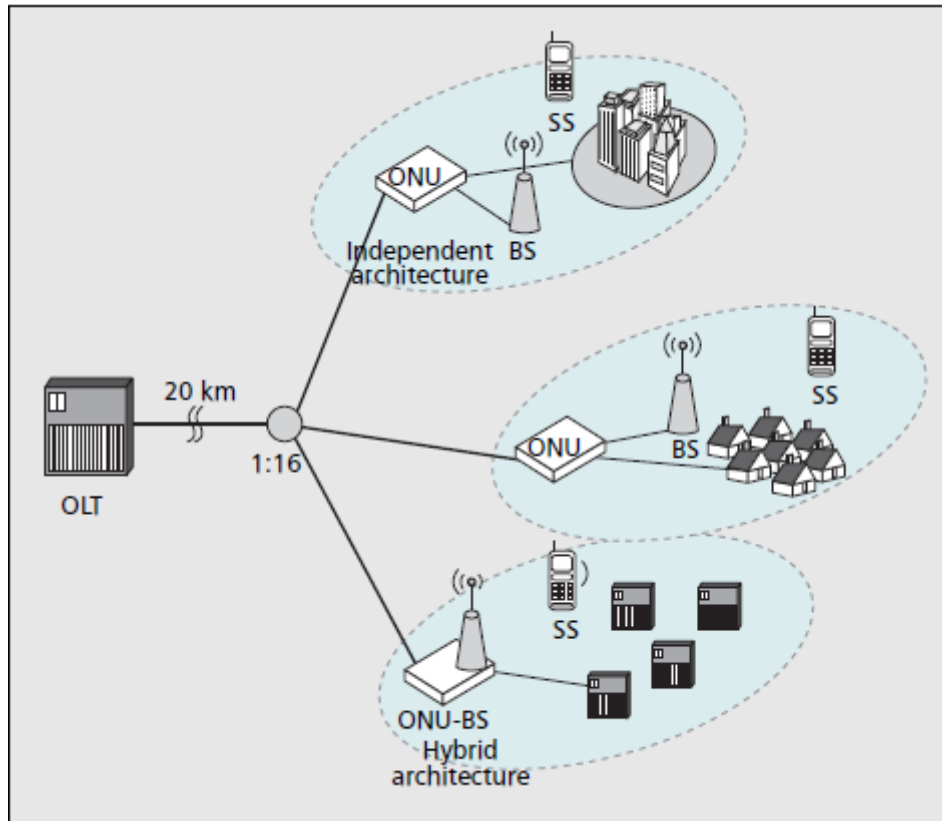 SS
ONU
Independent BS
architecture
20 km
1:16
OLT
SS
ONU
BS
SS
ONU-BS
Hybrid
architecture